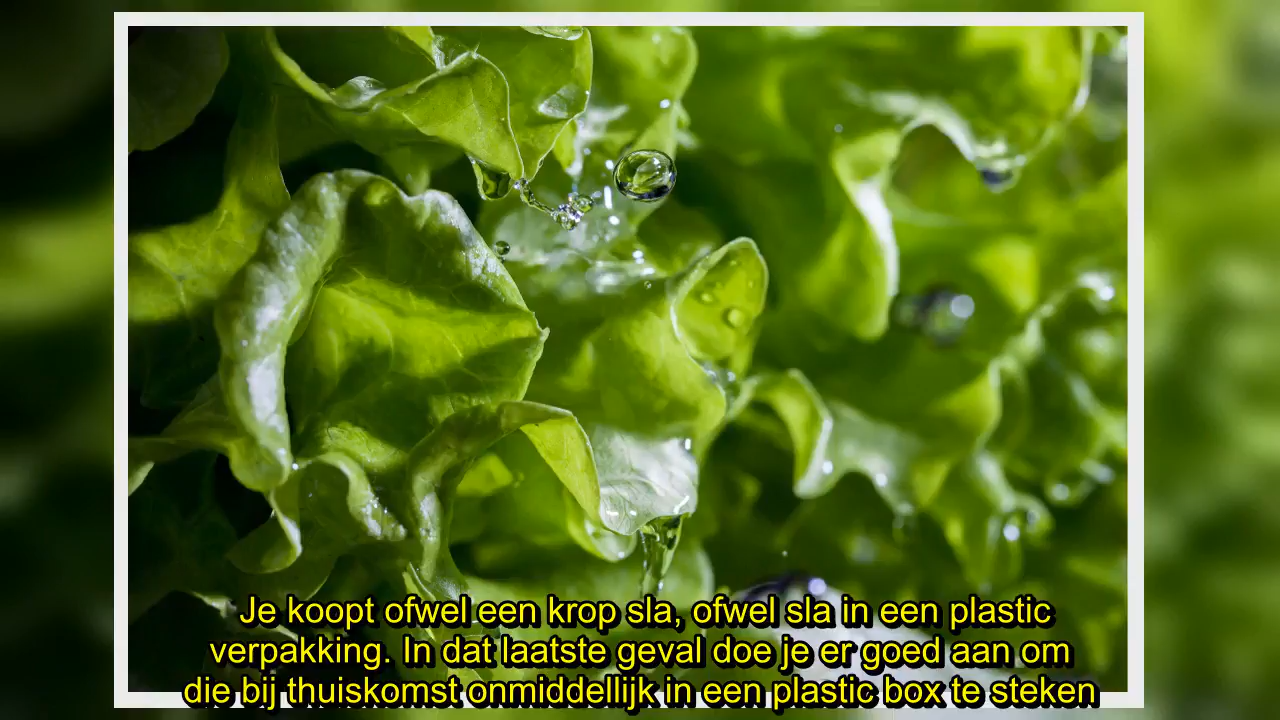 Je koopt ofwel een krop sla, ofwel sla in een plastic
verpakking. In dat laatste geval doe je er goed aan om
die bij thuiskomst onmiddellijk in een plastic box te steken